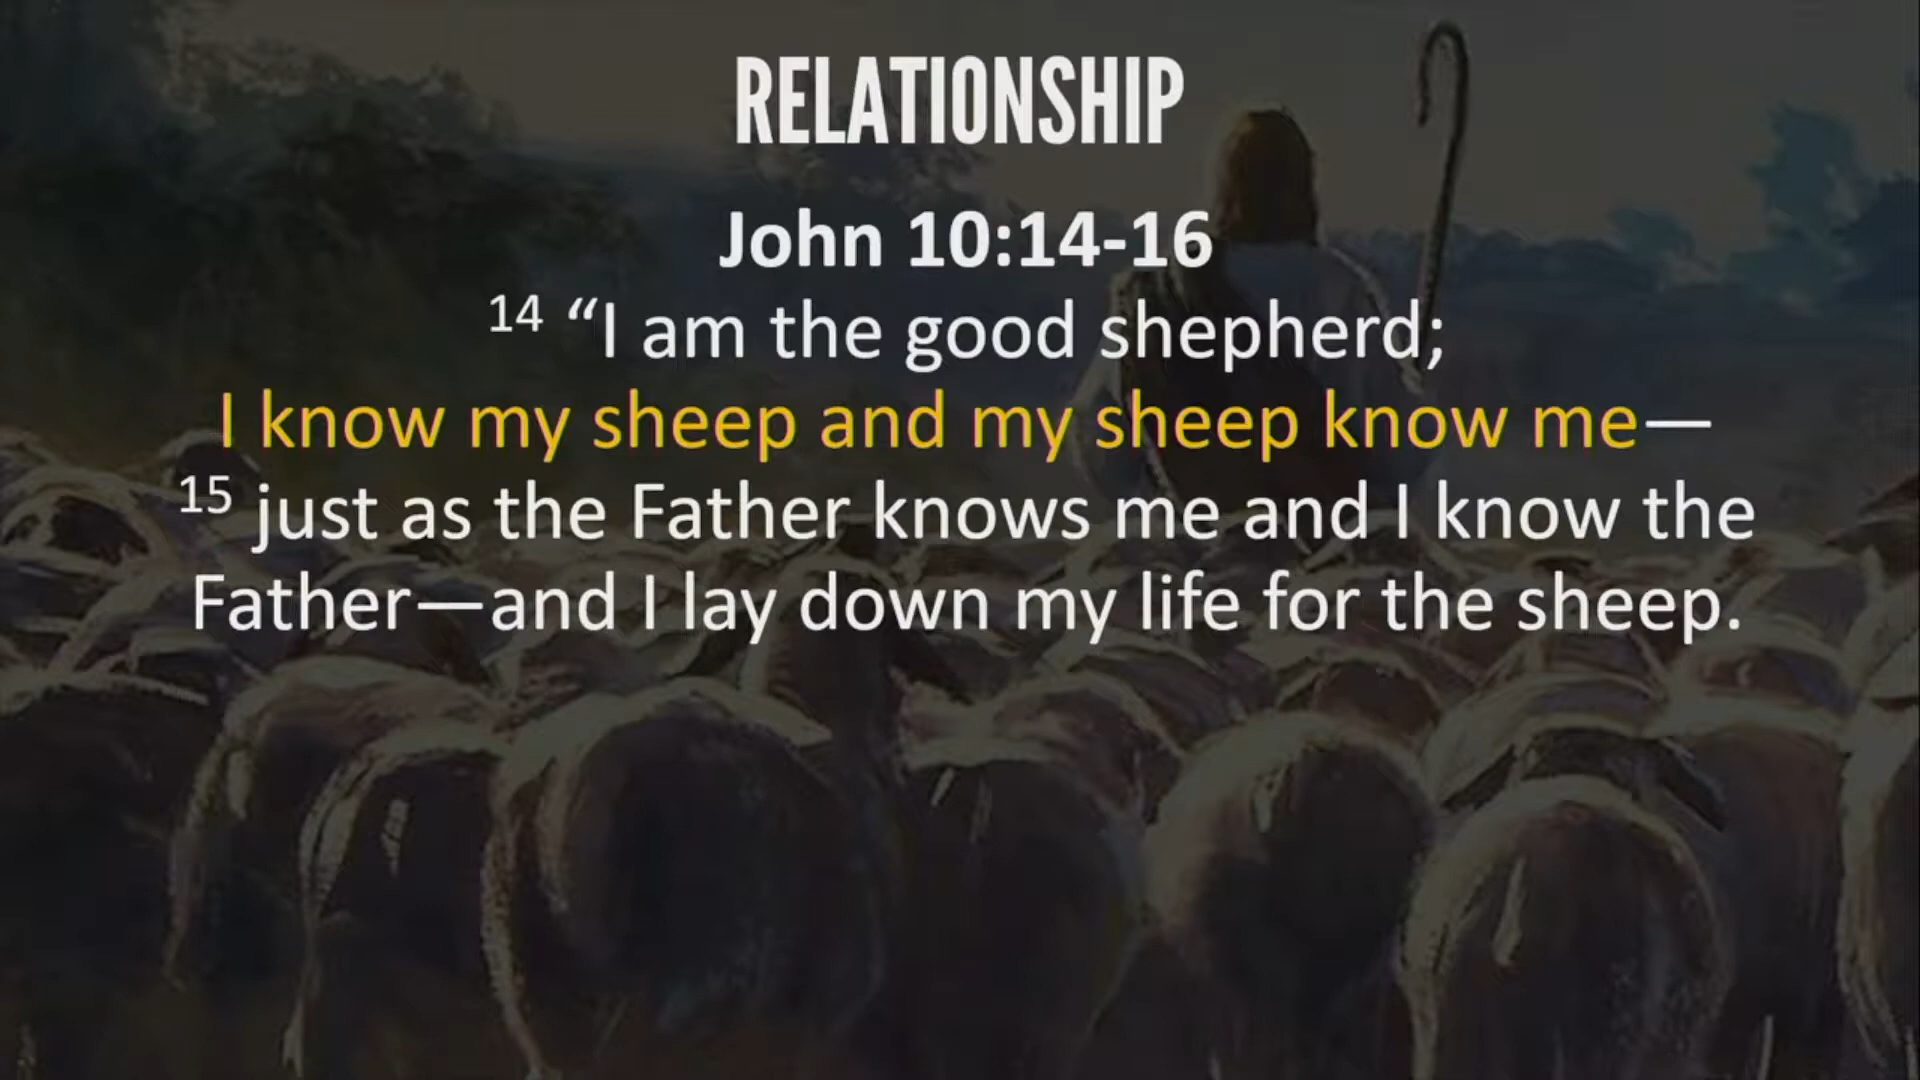 RELATIONSHIP
John 10:14-16
14 “I am the good shepherd;
I know my sheep and my sheep know me—
15 just as the Father knows me and I know the
Father—and I lay down my life for the sheep.